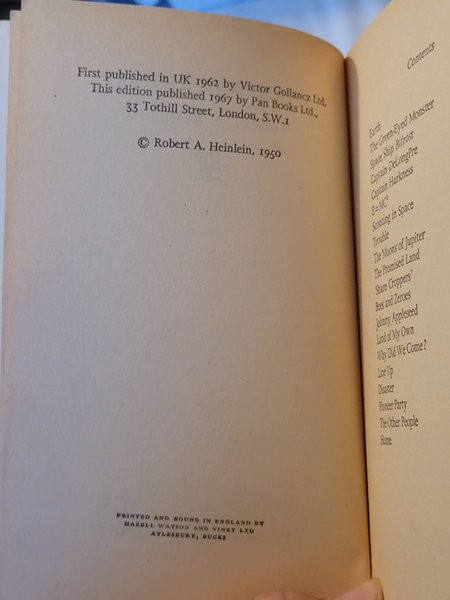 First published in UK 1962 by Victor Gollancz Ltd.
This edition published 1967 by Pan Books Ltd.,
33 Tothill Street, London, S.W.1
© Robert A. Heinlein, 1950
PRINTED AND BOUND IN ENGLAND BY
HAZELL WATSON AND VINEY LTD
AYLESBURY, BUCKS
Contents
Earth
The Green-Eyed Monster
Space Ship Bifrost
Captain DeLongPre
Captain Harkness
E=MC²
Scouting in Space
Trouble
The Moons of Jupiter
The Promised Land
'Share Croppers'
Bees and Zeroes
Johnny Appleseed
Land of My Own
Why Did We Come?
Line Up
Disaster
Pioneer Party
The Other People
Home